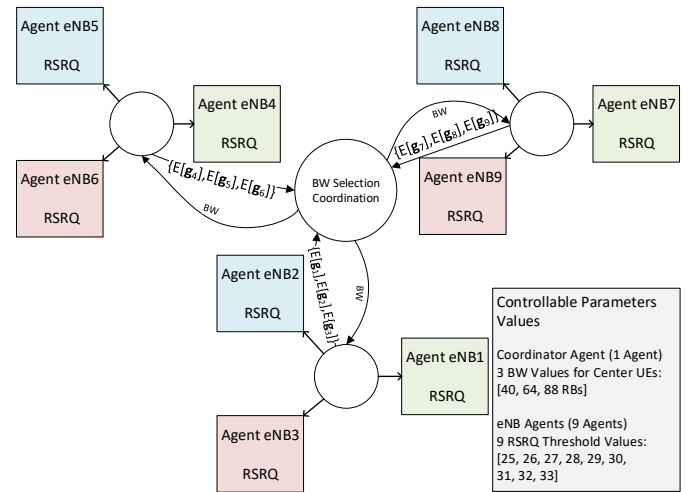 Agent eNB5
RSRQ
Agent eNB4
RSRQ
Agent eNB6
RSRQ
{E[g4],E[g5],E[g6]}
BW
BW Selection
Coordination
Agent eNB8
RSRQ
Agent eNB7
RSRQ
Agent eNB9
RSRQ
BW
{E[g7],E[g8],E[g9]}
Agent eNB2
RSRQ
{E[g1],E[g2],E[g3]}
BW
Agent eNB1
RSRQ
Agent eNB3
RSRQ
Controllable Parameters
Values
Coordinator Agent (1 Agent)
3 BW Values for Center UEs:
[40, 64, 88 RBs]
eNB Agents (9 Agents)
9 RSRQ Threshold Values:
[25, 26, 27, 28, 29, 30,
31, 32, 33]